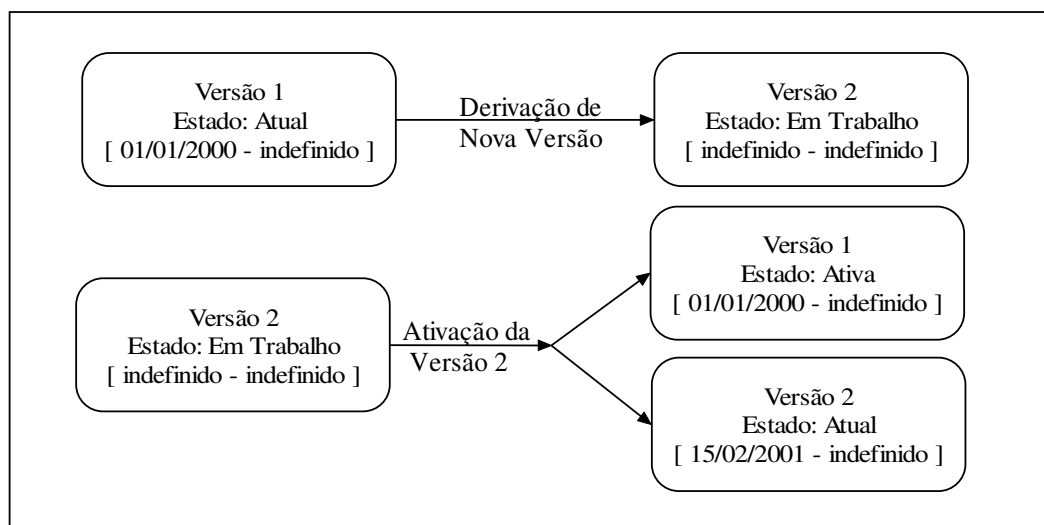 Versão 1
Estado: Atual
[ 01/01/2000 - indefinido ]
Derivação de
Nova Versão
Versão 2
Estado: Em Trabalho
[ indefinido - indefinido ]
Versão 2
Estado: Em Trabalho
[ indefinido - indefinido ]
Ativação da
Versão 2
Versão 1
Estado: Ativa
[ 01/01/2000 - indefinido ]
Versão 2
Estado: Atual
[ 15/02/2001 - indefinido ]